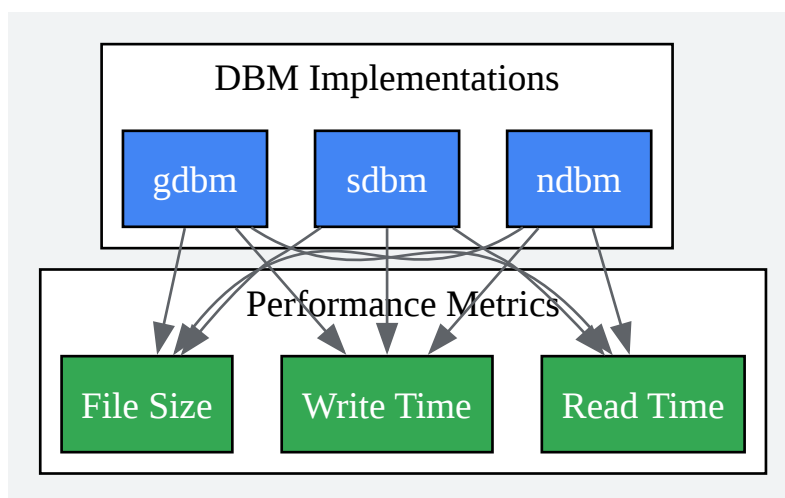 DBM Implementations
gdbm sdbm ndbm
Performance Metrics
File Size Write Time Read Time